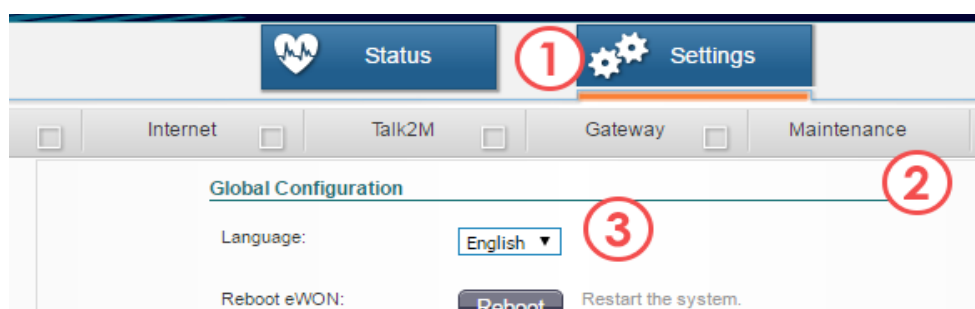 Status 1 Settings
Internet Talk2M Gateway Maintenance
2
Global Configuration
Language: English 3
Reboot eWON: Reboot Restart the system.